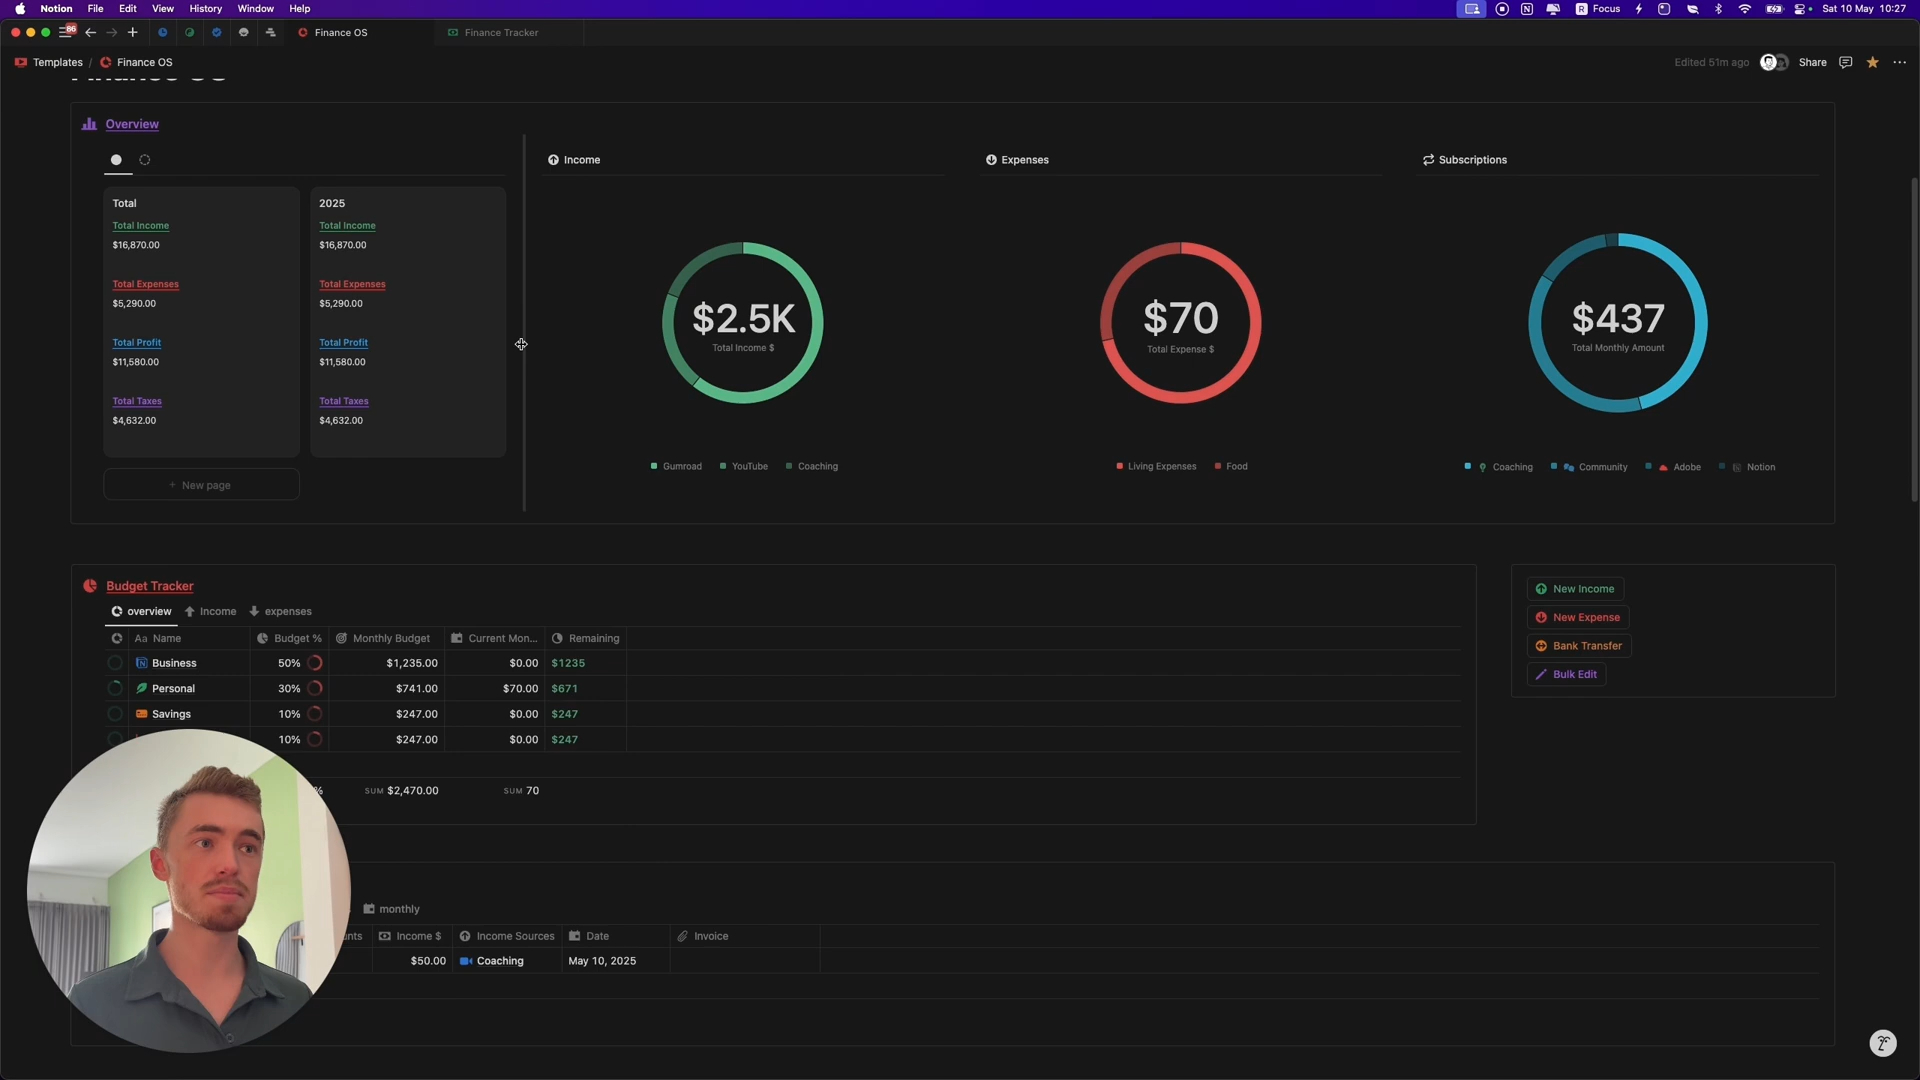 Notion File Edit View History Window Help
Focus Sat 10 May 10:27
86
Finance OS
Finance Tracker
Templates / Finance OS
Edited 51m ago
Share
Finance OS
Overview
Total
Total Income
$16,870.00
Total Expenses
$5,290.00
Total Profit
$11,580.00
Total Taxes
$4,632.00
2025
Total Income
$16,870.00
Total Expenses
$5,290.00
Total Profit
$11,580.00
Total Taxes
$4,632.00
+ New page
Income
$2.5K
Total Income $
Gumroad YouTube Coaching
Expenses
$70
Total Expense $
Living Expenses Food
Subscriptions
$437
Total Monthly Amount
Coaching Community Adobe Notion
Budget Tracker
overview Income expenses
Aa Name Budget % Monthly Budget Current Mon... Remaining
Business 50% $1,235.00 $0.00 $1235
Personal 30% $741.00 $70.00 $671
Savings 10% $247.00 $0.00 $247
10% $247.00 $0.00 $247
% SUM $2,470.00 SUM 70
New Income
New Expense
Bank Transfer
Bulk Edit
monthly
unts Income $ Income Sources Date Invoice
$50.00 Coaching May 10, 2025